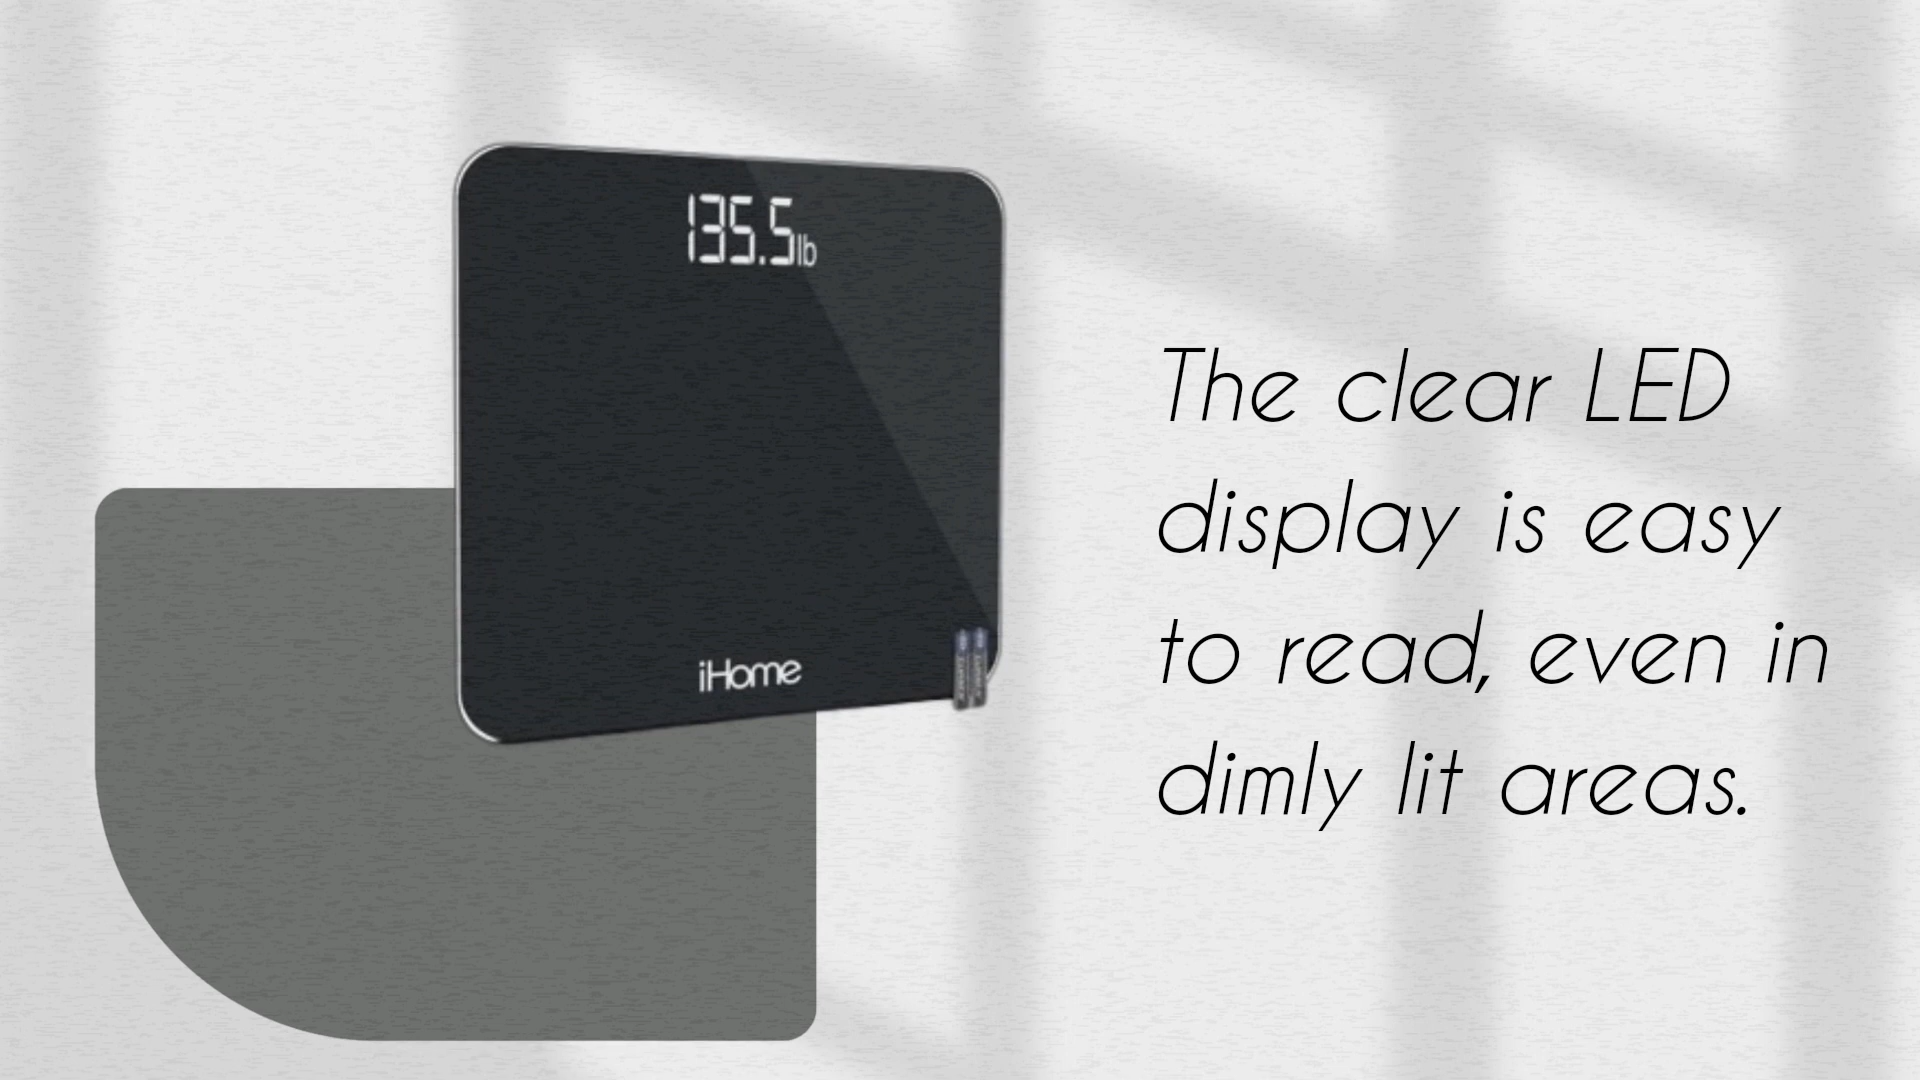 135.5lb
iHome
The clear LED
display is easy
to read, even in
dimly lit areas.